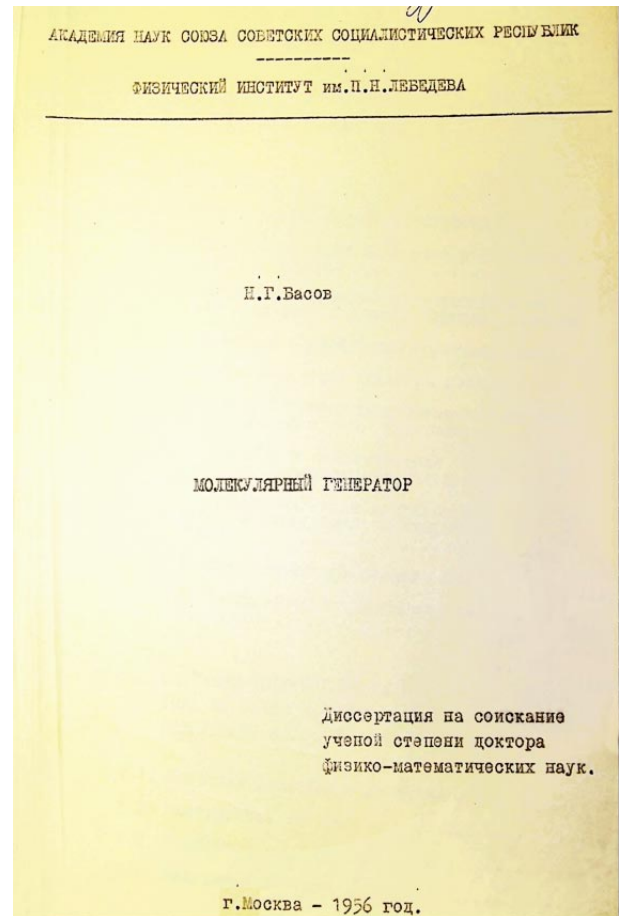 АКАДЕМИЯ НАУК СОЮЗА СОВЕТСКИХ СОЦИАЛИСТИЧЕСКИХ РЕСПУБЛИК
----------
ФИЗИЧЕСКИЙ ИНСТИТУТ им.П.Н.ЛЕБЕДЕВА
Н.Г.Басов
МОЛЕКУЛЯРНЫЙ ГЕНЕРАТОР
Диссертация на соискание
ученой степени доктора
физико-математических наук.
г.Москва - 1956 год.